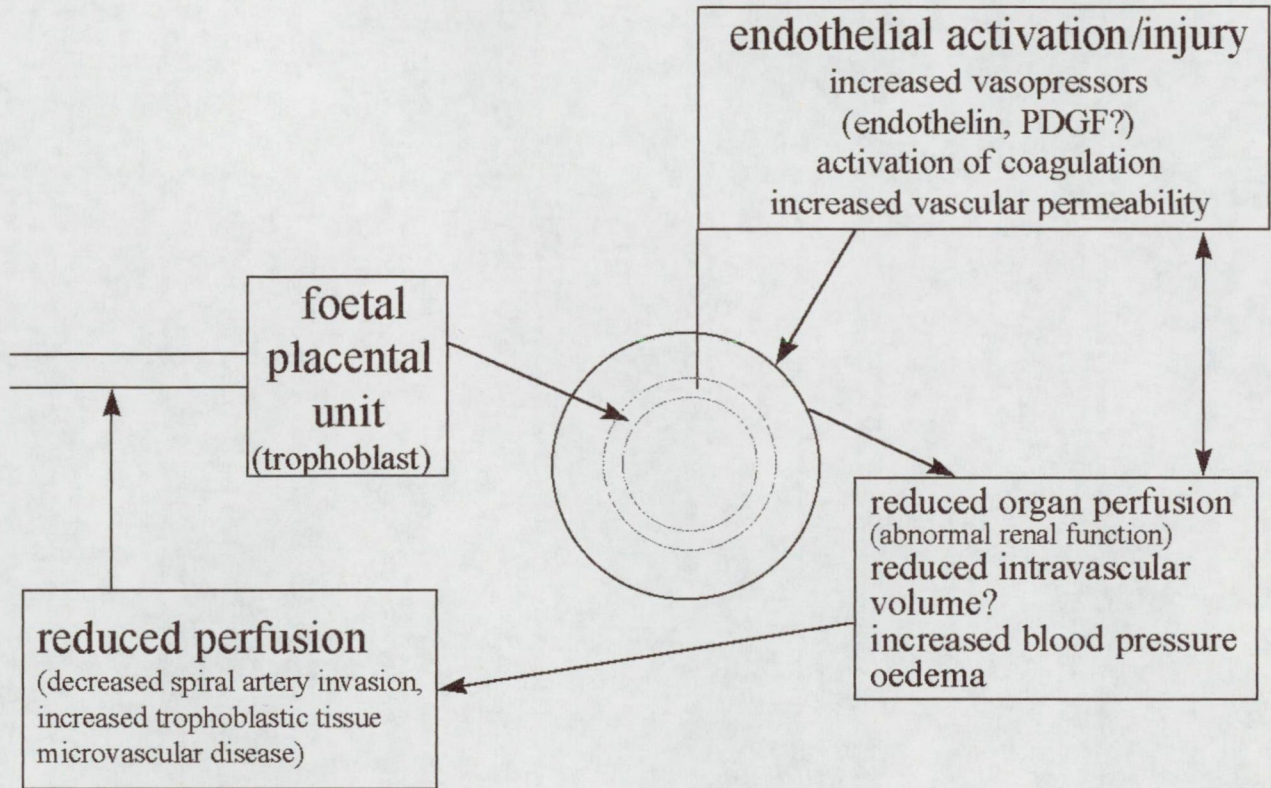 endothelial activation/injury
increased vasopressors
(endothelin, PDGF?)
activation of coagulation
increased vascular permeability
foetal
placental
unit
(trophoblast)
reduced organ perfusion
(abnormal renal function)
reduced intravascular
volume?
increased blood pressure
oedema
reduced perfusion
(decreased spiral artery invasion,
increased trophoblastic tissue
microvascular disease)